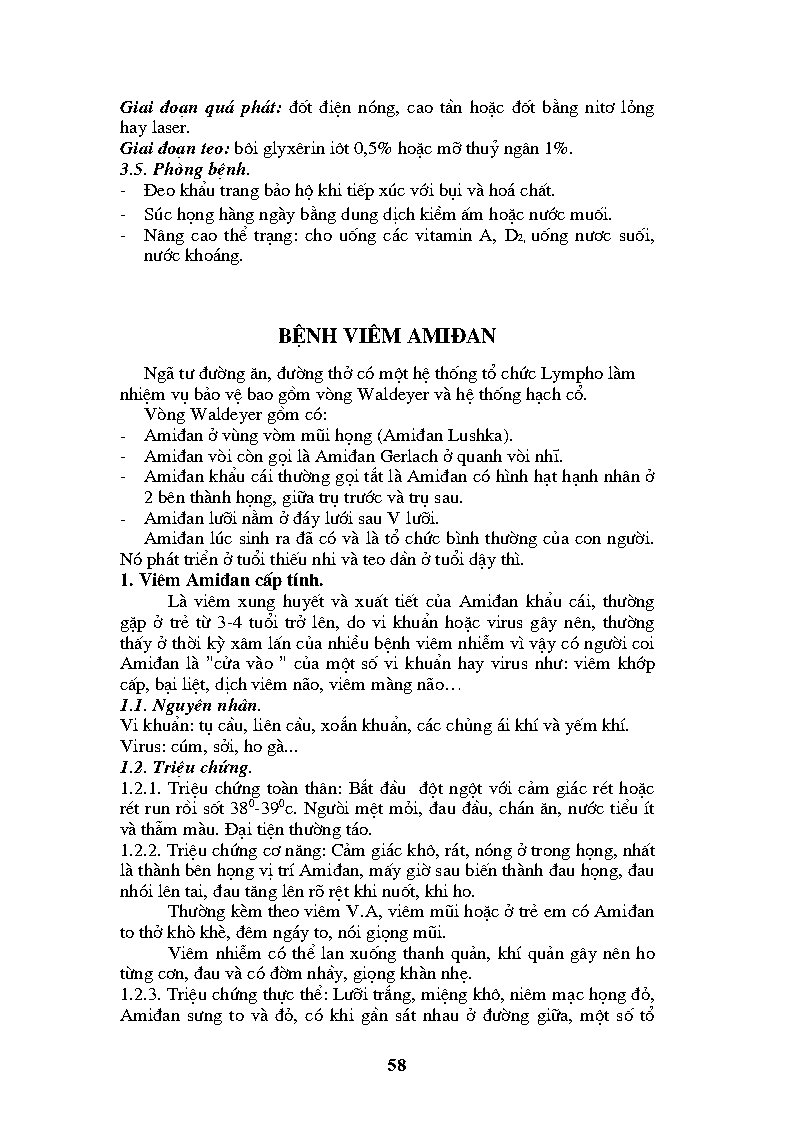 Giai đoạn quá phát: đốt điện nóng, cao tần hoặc đốt bằng nitơ lỏng
hay laser.
Giai đoạn teo: bôi glyxêrin iôt 0,5% hoặc mỡ thuỷ ngân 1%.
3.5. Phòng bệnh.
- Đeo khẩu trang bảo hộ khi tiếp xúc với bụi và hoá chất.
- Súc họng hàng ngày bằng dung dịch kiềm ấm hoặc nước muối.
- Nâng cao thể trạng: cho uống các vitamin A, D2, uống nươc suối,
nước khoáng.
BỆNH VIÊM AMIĐAN
Ngã tư đường ăn, đường thở có một hệ thống tổ chức Lympho làm
nhiệm vụ bảo vệ bao gồm vòng Waldeyer và hệ thống hạch cổ.
Vòng Waldeyer gồm có:
- Amiđan ở vùng vòm mũi họng (Amiđan Lushka).
- Amiđan vòi còn gọi là Amiđan Gerlach ở quanh vòi nhĩ.
- Amiđan khẩu cái thường gọi tắt là Amiđan có hình hạt hạnh nhân ở
2 bên thành họng, giữa trụ trước và trụ sau.
- Amiđan lưỡi nằm ở đáy lưới sau V lưỡi.
Amiđan lúc sinh ra đã có và là tổ chức bình thường của con người.
Nó phát triển ở tuổi thiếu nhi và teo dần ở tuổi dậy thì.
1. Viêm Amiđan cấp tính.
Là viêm xung huyết và xuất tiết của Amiđan khẩu cái, thường
gặp ở trẻ từ 3-4 tuổi trở lên, do vi khuẩn hoặc virus gây nên, thường
thấy ở thời kỳ xâm lấn của nhiều bệnh viêm nhiễm vì vậy có người coi
Amiđan là "cửa vào " của một số vi khuẩn hay virus như: viêm khớp
cấp, bại liệt, dịch viêm não, viêm màng não…
1.1. Nguyên nhân.
Vi khuẩn: tụ cầu, liên cầu, xoắn khuẩn, các chủng ái khí và yếm khí.
Virus: cúm, sởi, ho gà...
1.2. Triệu chứng.
1.2.1. Triệu chứng toàn thân: Bắt đầu  đột ngột với cảm giác rét hoặc
rét run rồi sốt 38⁰-39⁰c. Người mệt mỏi, đau đầu, chán ăn, nước tiểu ít
và thẫm màu. Đại tiện thường táo.
1.2.2. Triệu chứng cơ năng: Cảm giác khô, rát, nóng ở trong họng, nhất
là thành bên họng vị trí Amiđan, mấy giờ sau biến thành đau họng, đau
nhói lên tai, đau tăng lên rõ rệt khi nuốt, khi ho.
Thường kèm theo viêm V.A, viêm mũi hoặc ở trẻ em có Amiđan
to thở khò khè, đêm ngáy to, nói giọng mũi.
Viêm nhiễm có thể lan xuống thanh quản, khí quản gây nên ho
từng cơn, đau và có đờm nhầy, giọng khàn nhẹ.
1.2.3. Triệu chứng thực thể: Lưỡi trắng, miệng khô, niêm mạc họng đỏ,
Amiđan sưng to và đỏ, có khi gần sát nhau ở đường giữa, một số tổ
58